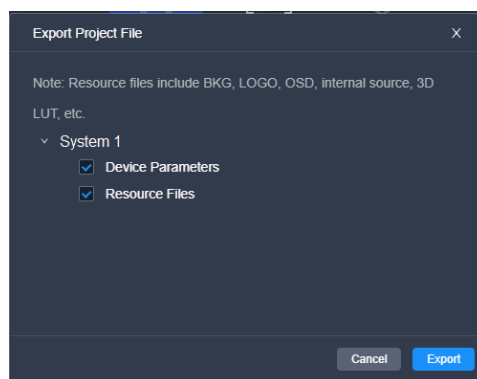 Export Project File X
Note: Resource files include BKG, LOGO, OSD, internal source, 3D
LUT, etc.
System 1
Device Parameters
Resource Files
Cancel Export